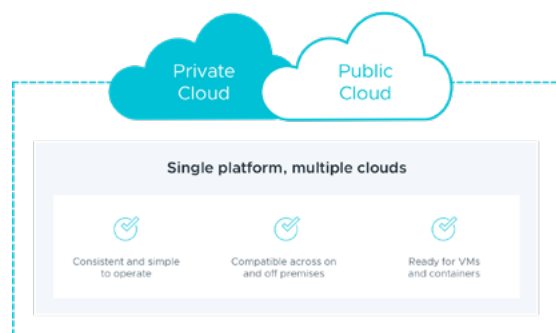 Private
Cloud
Public
Cloud
Single platform, multiple clouds
Consistent and simple
to operate
Compatible across on
and off premises
Ready for VMs
and containers